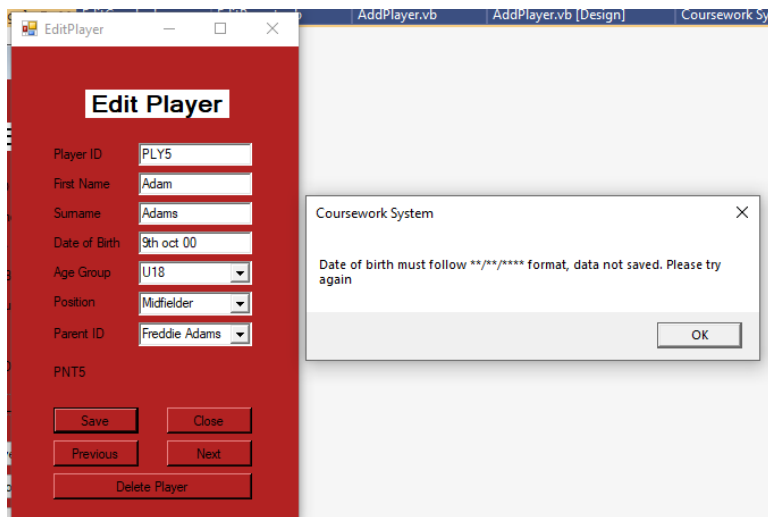 AddPlayer.vb
AddPlayer.vb [Design]
Coursework Sy
EditPlayer
Edit Player
Player ID PLY5
First Name Adam
Surname Adams
Date of Birth 9th oct 00
Age Group U18
Position Midfielder
Parent ID Freddie Adams
PNT5
Save Close
Previous Next
Delete Player
Coursework System
Date of birth must follow **/**/**** format, data not saved. Please try
again
OK